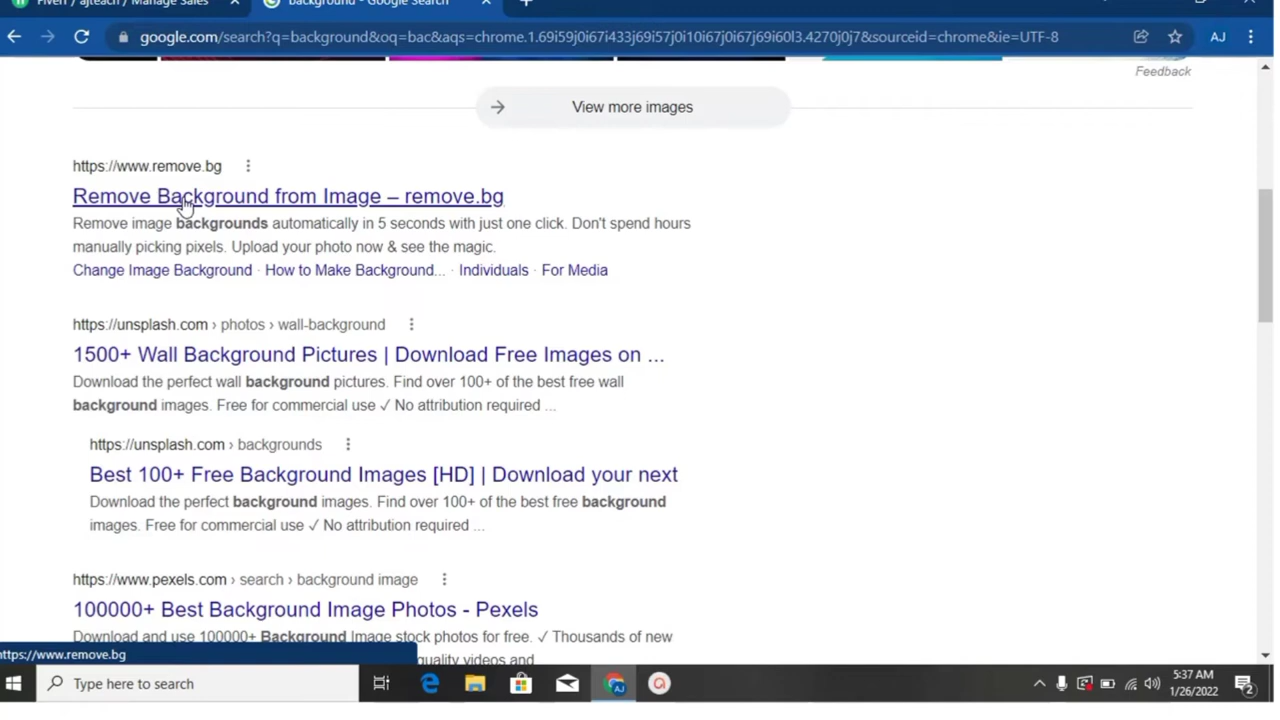 Fiverr / ajteach / Manage Sales
background - Google Search
google.com/search?q=background&oq=bac&aqs=chrome.1.69i59j0i67i433j69i57j0i10i67j0i67j69i60l3.4270j0j7&sourceid=chrome&ie=UTF-8
AJ
Feedback
View more images
https://www.remove.bg
Remove Background from Image – remove.bg
Remove image backgrounds automatically in 5 seconds with just one click. Don't spend hours
manually picking pixels. Upload your photo now & see the magic.
Change Image Background · How to Make Background... · Individuals · For Media
https://unsplash.com › photos › wall-background
1500+ Wall Background Pictures | Download Free Images on ...
Download the perfect wall background pictures. Find over 100+ of the best free wall
background images. Free for commercial use ✓ No attribution required ...
https://unsplash.com › backgrounds
Best 100+ Free Background Images [HD] | Download your next
Download the perfect background images. Find over 100+ of the best free background
images. Free for commercial use ✓ No attribution required ...
https://www.pexels.com › search › background image
100000+ Best Background Image Photos - Pexels
Download and use 100000+ Background Image stock photos for free. ✓ Thousands of new
quality videos and
https://www.remove.bg
Type here to search
AJ
5:37 AM
1/26/2022
2